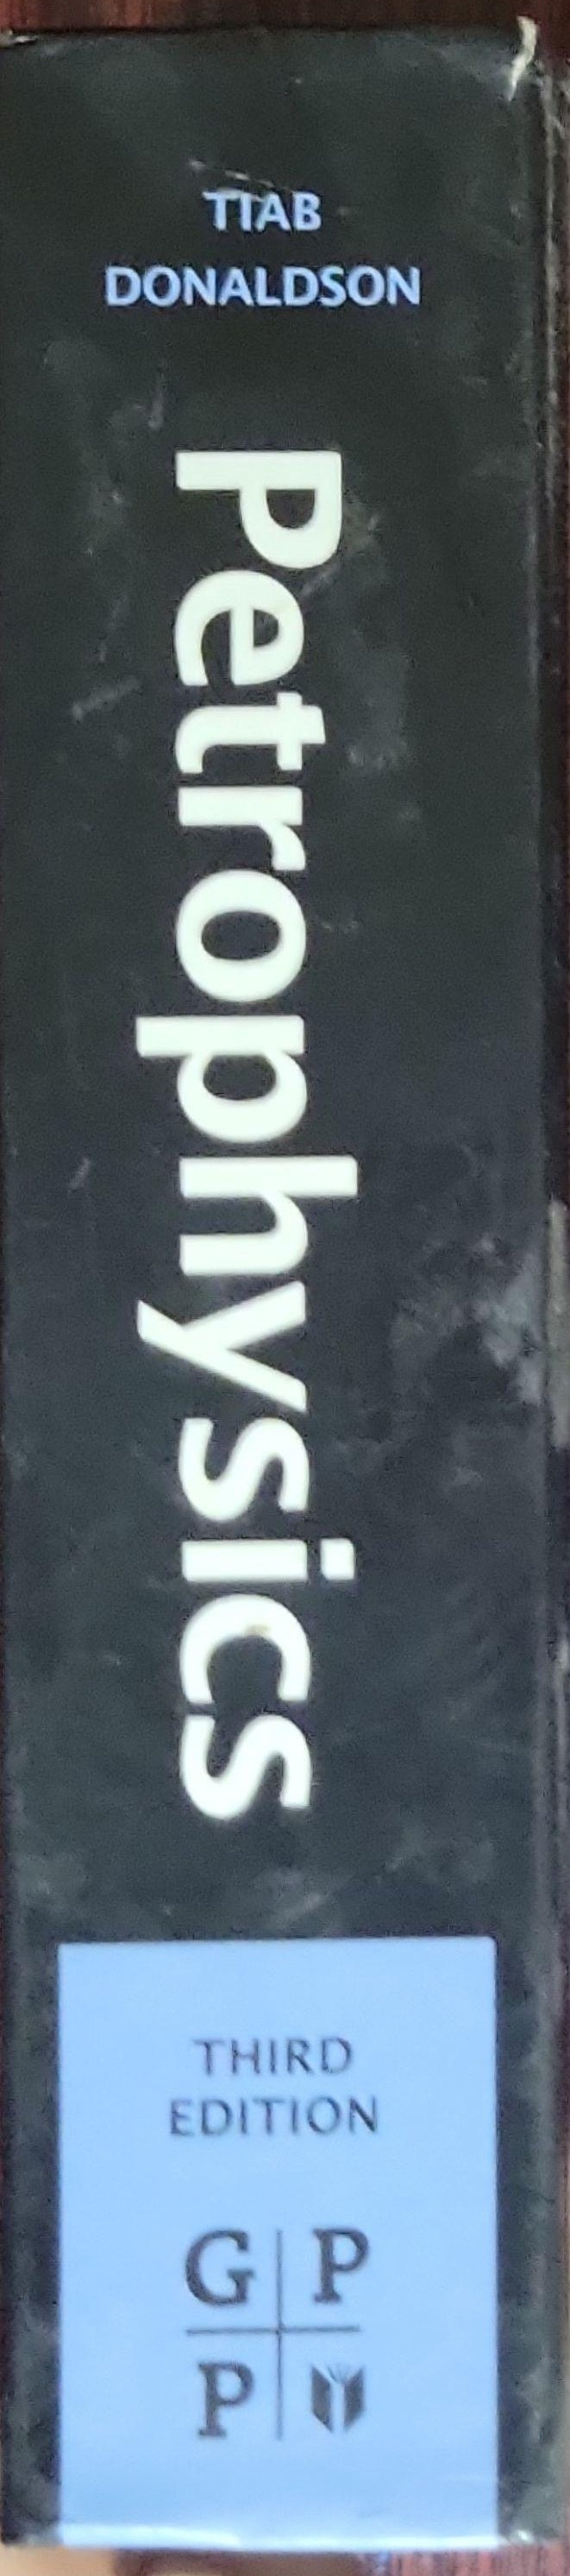 TIAB
DONALDSON
Petrophysics
THIRD
EDITION
G P
P